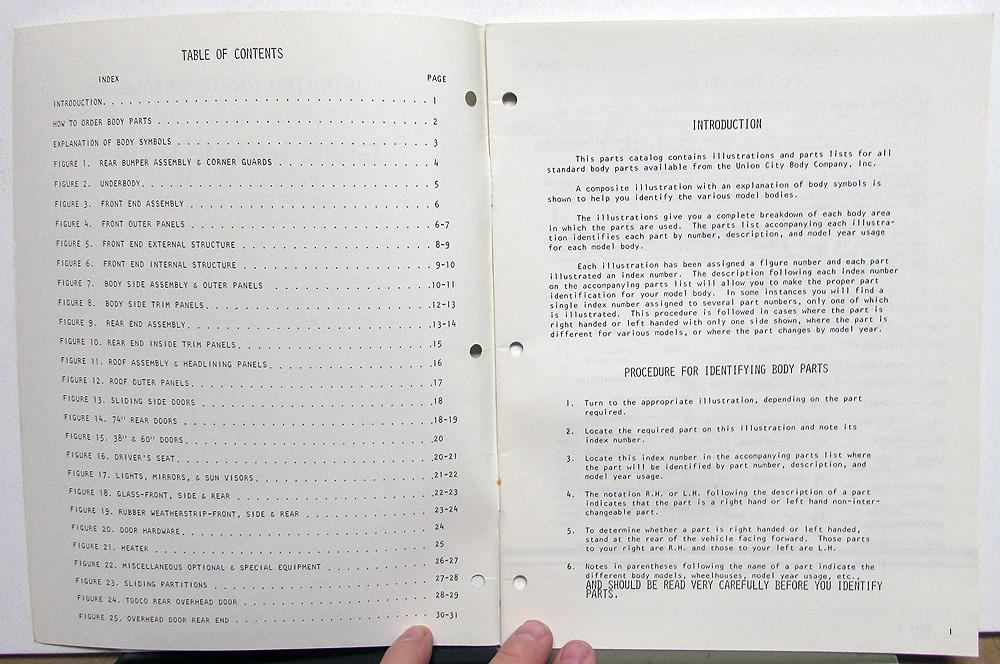 TABLE OF CONTENTS
INDEX PAGE
INTRODUCTION. . . . . . . . . . . . . . . . . . . . . . . . 1
HOW TO ORDER BODY PARTS . . . . . . . . . . . . . . . . . . 2
EXPLANATION OF BODY SYMBOLS . . . . . . . . . . . . . . . . 3
FIGURE 1. REAR BUMPER ASSEMBLY & CORNER GUARDS . . . . . . . 4
FIGURE 2. UNDERBODY. . . . . . . . . . . . . . . . . . . . . 5
FIGURE 3. FRONT END ASSEMBLY . . . . . . . . . . . . . . . . 6
FIGURE 4. FRONT OUTER PANELS . . . . . . . . . . . . . . . . 6-7
FIGURE 5. FRONT END EXTERNAL STRUCTURE . . . . . . . . . . . 8-9
FIGURE 6. FRONT END INTERNAL STRUCTURE . . . . . . . . . . . 9-10
FIGURE 7. BODY SIDE ASSEMBLY & OUTER PANELS . . . . . . . . .10-11
FIGURE 8. BODY SIDE TRIM PANELS. . . . . . . . . . . . . . . 12-13
FIGURE 9. REAR END ASSEMBLY. . . . . . . . . . . . . . . . .13-14
FIGURE 10. REAR END INSIDE TRIM PANELS. . . . . . . . . . . .15
FIGURE 11. ROOF ASSEMBLY & HEADLINING PANELS. . . . . . . . .16
FIGURE 12. ROOF OUTER PANELS. . . . . . . . . . . . . . . . .17
FIGURE 13. SLIDING SIDE DOORS . . . . . . . . . . . . . . . .18
FIGURE 14. 74" REAR DOORS . . . . . . . . . . . . . . . . . .18-19
FIGURE 15. 38" & 60" DOORS. . . . . . . . . . . . . . . . . .20
FIGURE 16. DRIVER'S SEAT. . . . . . . . . . . . . . . . . . .20-21
FIGURE 17. LIGHTS, MIRRORS, & SUN VISORS. . . . . . . . . . .21-22
FIGURE 18. GLASS-FRONT, SIDE & REAR . . . . . . . . . . . . .22-23
FIGURE 19. RUBBER WEATHERSTRIP-FRONT, SIDE & REAR . . . . . . 23-24
FIGURE 20. DOOR HARDWARE. . . . . . . . . . . . . . . . . . . 24
FIGURE 21. HEATER . . . . . . . . . . . . . . . . . . . . . . 25
FIGURE 22. MISCELLANEOUS OPTIONAL & SPECIAL EQUIPMENT . . . . 26-27
FIGURE 23. SLIDING PARTITIONS . . . . . . . . . . . . . . . . 27-28
FIGURE 24. TODCO REAR OVERHEAD DOOR . . . . . . . . . . . . . 28-29
FIGURE 25. OVERHEAD DOOR REAR END . . . . . . . . . . . . . . 30-31
INTRODUCTION
This parts catalog contains illustrations and parts lists for all
standard body parts available from the Union City Body Company, Inc.
A composite illustration with an explanation of body symbols is
shown to help you identify the various model bodies.
The illustrations give you a complete breakdown of each body area
in which the parts are used. The parts list accompanying each illustra-
tion identifies each part by number, description, and model year usage
for each model body.
Each illustration has been assigned a figure number and each part
illustrated an index number. The description following each index number
on the accompanying parts list will allow you to make the proper part
identification for your model body. In some instances you will find a
single index number assigned to several part numbers, only one of which
is illustrated. This procedure is followed in cases where the part is
right handed or left handed with only one side shown, where the part is
different for various models, or where the part changes by model year.
PROCEDURE FOR IDENTIFYING BODY PARTS
1. Turn to the appropriate illustration, depending on the part
required.
2. Locate the required part on this illustration and note its
index number.
3. Locate this index number in the accompanying parts list where
the part will be identified by part number, description, and
model year usage.
4. The notation R.H. or L.H. following the description of a part
indicates that the part is a right hand or left hand non-inter-
changeable part.
5. To determine whether a part is right handed or left handed,
stand at the rear of the vehicle facing forward. Those parts
to your right are R.H. and those to your left are L.H.
6. Notes in parentheses following the name of a part indicate the
different body models, wheelhouses, model year usage, etc.,
AND SHOULD BE READ VERY CAREFULLY BEFORE YOU IDENTIFY
PARTS.
1